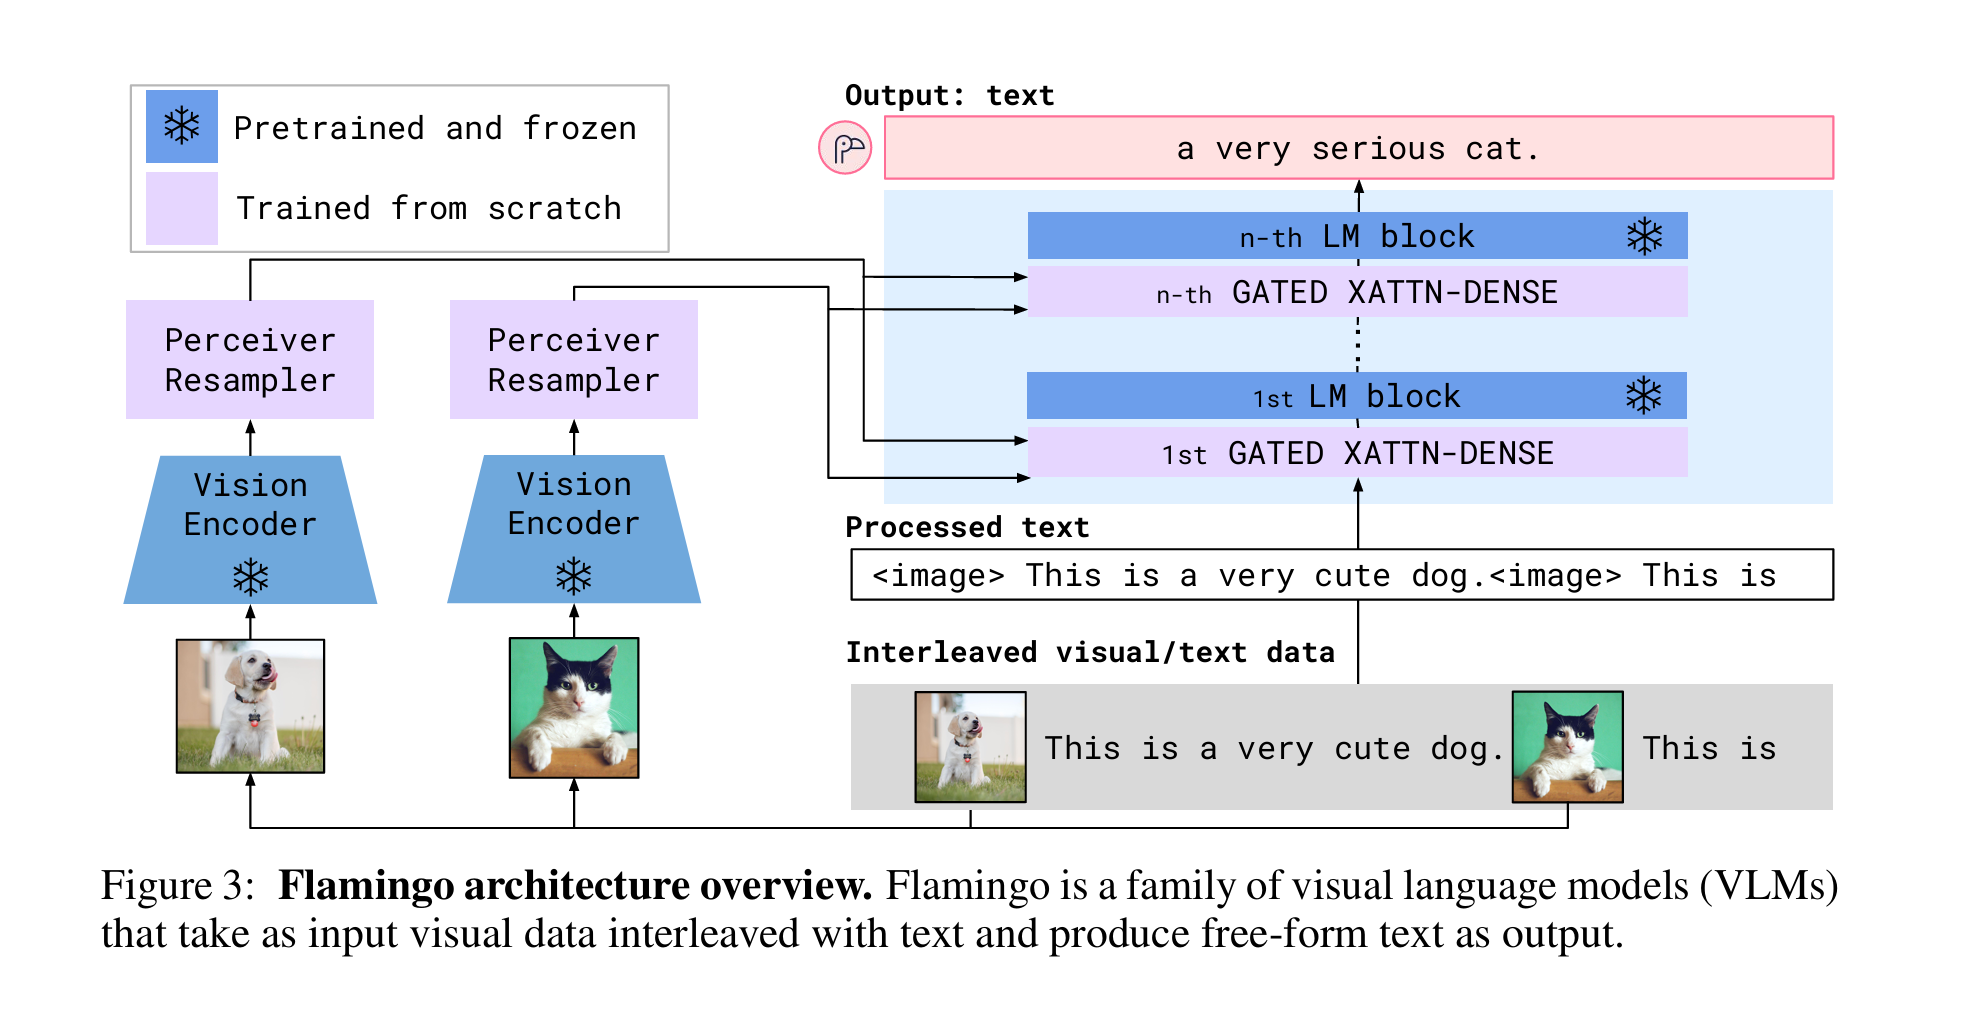 Pretrained and frozen
Trained from scratch
Perceiver
Resampler
Perceiver
Resampler
Vision
Encoder
Vision
Encoder
Output: text
a very serious cat.
n-th LM block
n-th GATED XATTN-DENSE
1st LM block
1st GATED XATTN-DENSE
Processed text
<image> This is a very cute dog.<image> This is
Interleaved visual/text data
This is a very cute dog.
This is
Figure 3: Flamingo architecture overview. Flamingo is a family of visual language models (VLMs)
that take as input visual data interleaved with text and produce free-form text as output.